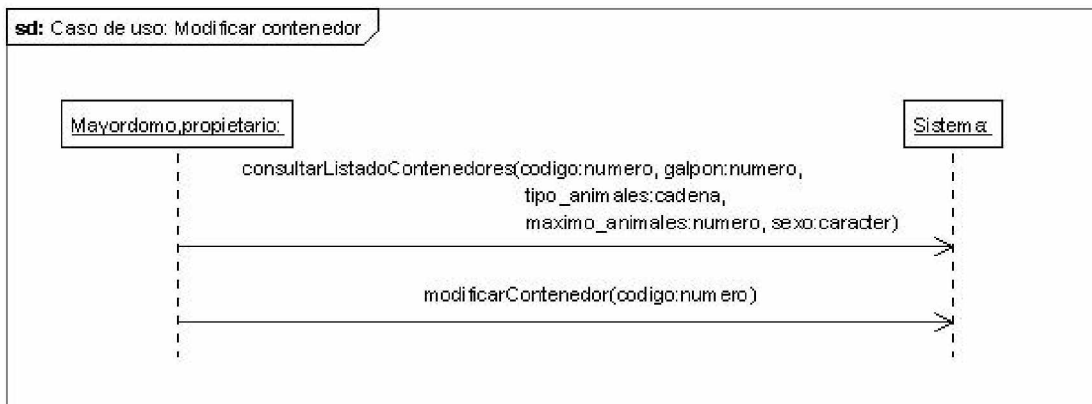 sd: Caso de uso: Modificar contenedor
Mayordomo,propietario:
Sistema:
consultarListadoContenedores(codigo:numero, galpon:numero,
tipo_animales:cadena,
maximo_animales:numero, sexo:caracter)
modificarContenedor(codigo:numero)